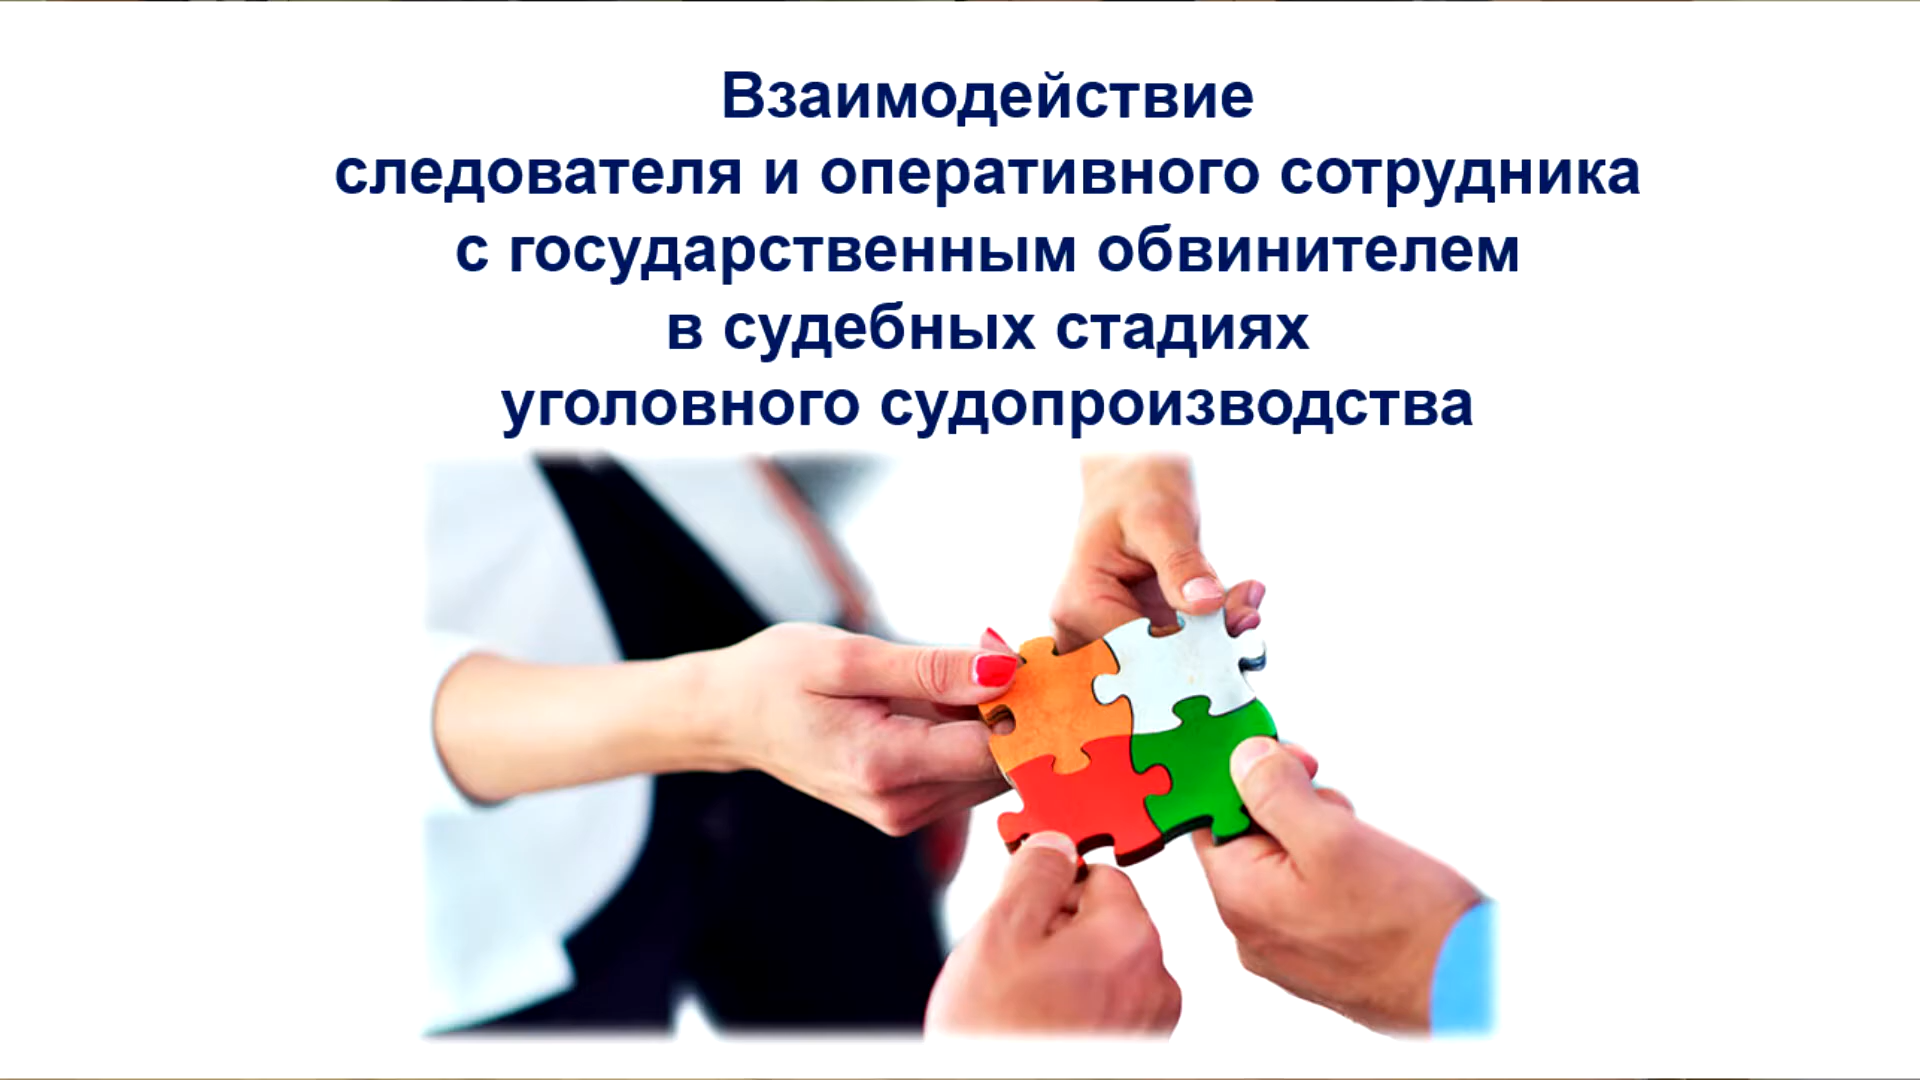 Взаимодействие
следователя и оперативного сотрудника
с государственным обвинителем
в судебных стадиях
уголовного судопроизводства